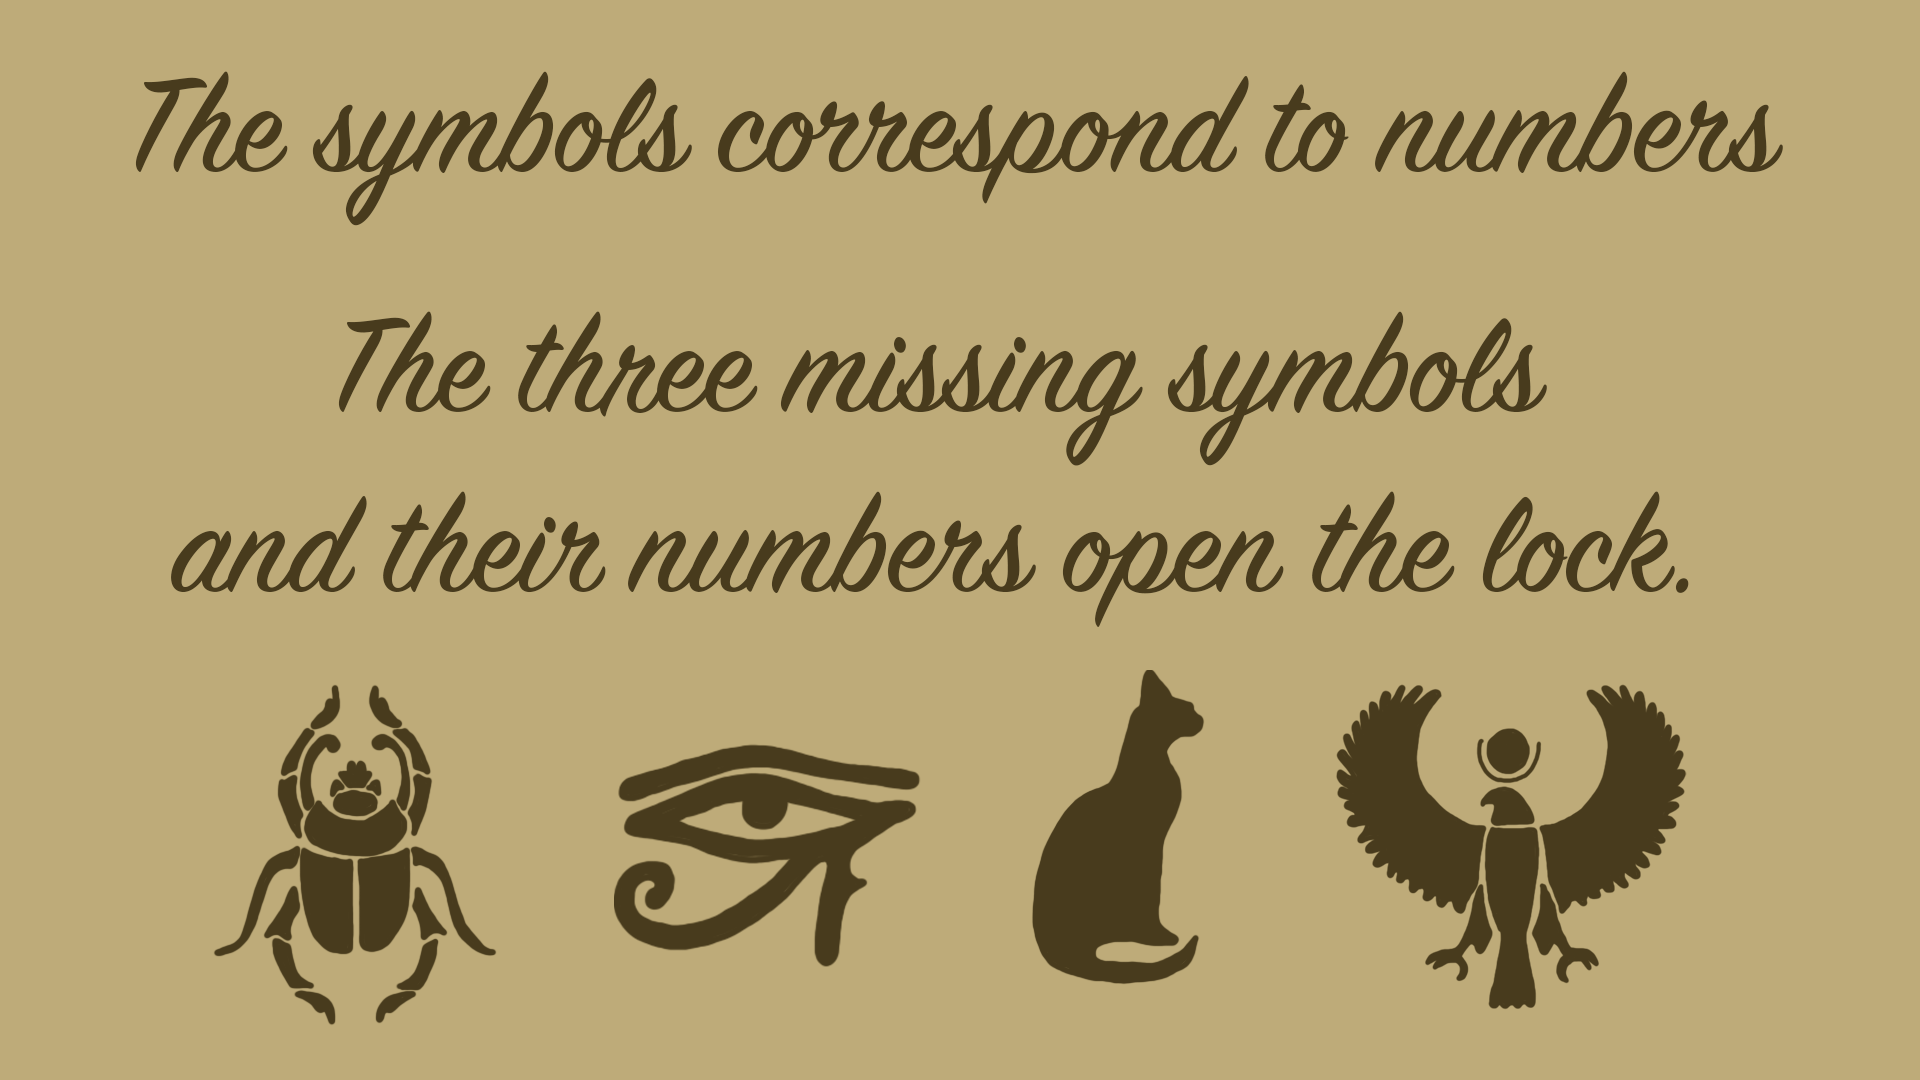 The symbols correspond to numbers
The three missing symbols
and their numbers open the lock.